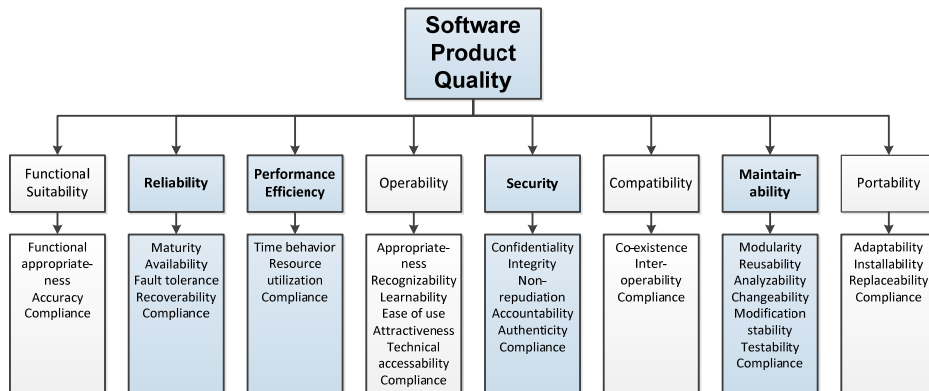 Software
Product
Quality
Functional
Suitability
Reliability
Performance
Efficiency
Operability
Security
Compatibility
Maintain-
ability
Portability
Functional
appropriate-
ness
Accuracy
Compliance
Maturity
Availability
Fault tolerance
Recoverability
Compliance
Time behavior
Resource
utilization
Compliance
Appropriate-
ness
Recognizability
Learnability
Ease of use
Attractiveness
Technical
accessability
Compliance
Confidentiality
Integrity
Non-
repudiation
Accountability
Authenticity
Compliance
Co-existence
Inter-
operability
Compliance
Modularity
Reusability
Analyzability
Changeability
Modification
stability
Testability
Compliance
Adaptability
Installability
Replaceability
Compliance